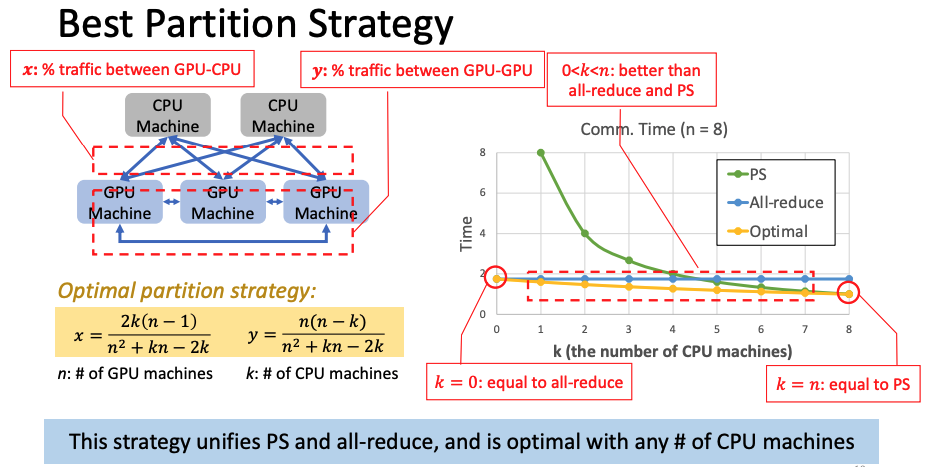 Best Partition Strategy
x: % traffic between GPU-CPU
y: % traffic between GPU-GPU
0<k<n: better than
all-reduce and PS
CPU
Machine
CPU
Machine
GPU
Machine
GPU
Machine
GPU
Machine
Comm. Time (n = 8)
8
6
4
2
0
Time
PS
All-reduce
Optimal
0 1 2 3 4 5 6 7 8
k (the number of CPU machines)
Optimal partition strategy:
x = 2k(n − 1) / n² + kn − 2k
y = n(n − k) / n² + kn − 2k
n: # of GPU machines
k: # of CPU machines
k = 0: equal to all-reduce
k = n: equal to PS
This strategy unifies PS and all-reduce, and is optimal with any # of CPU machines